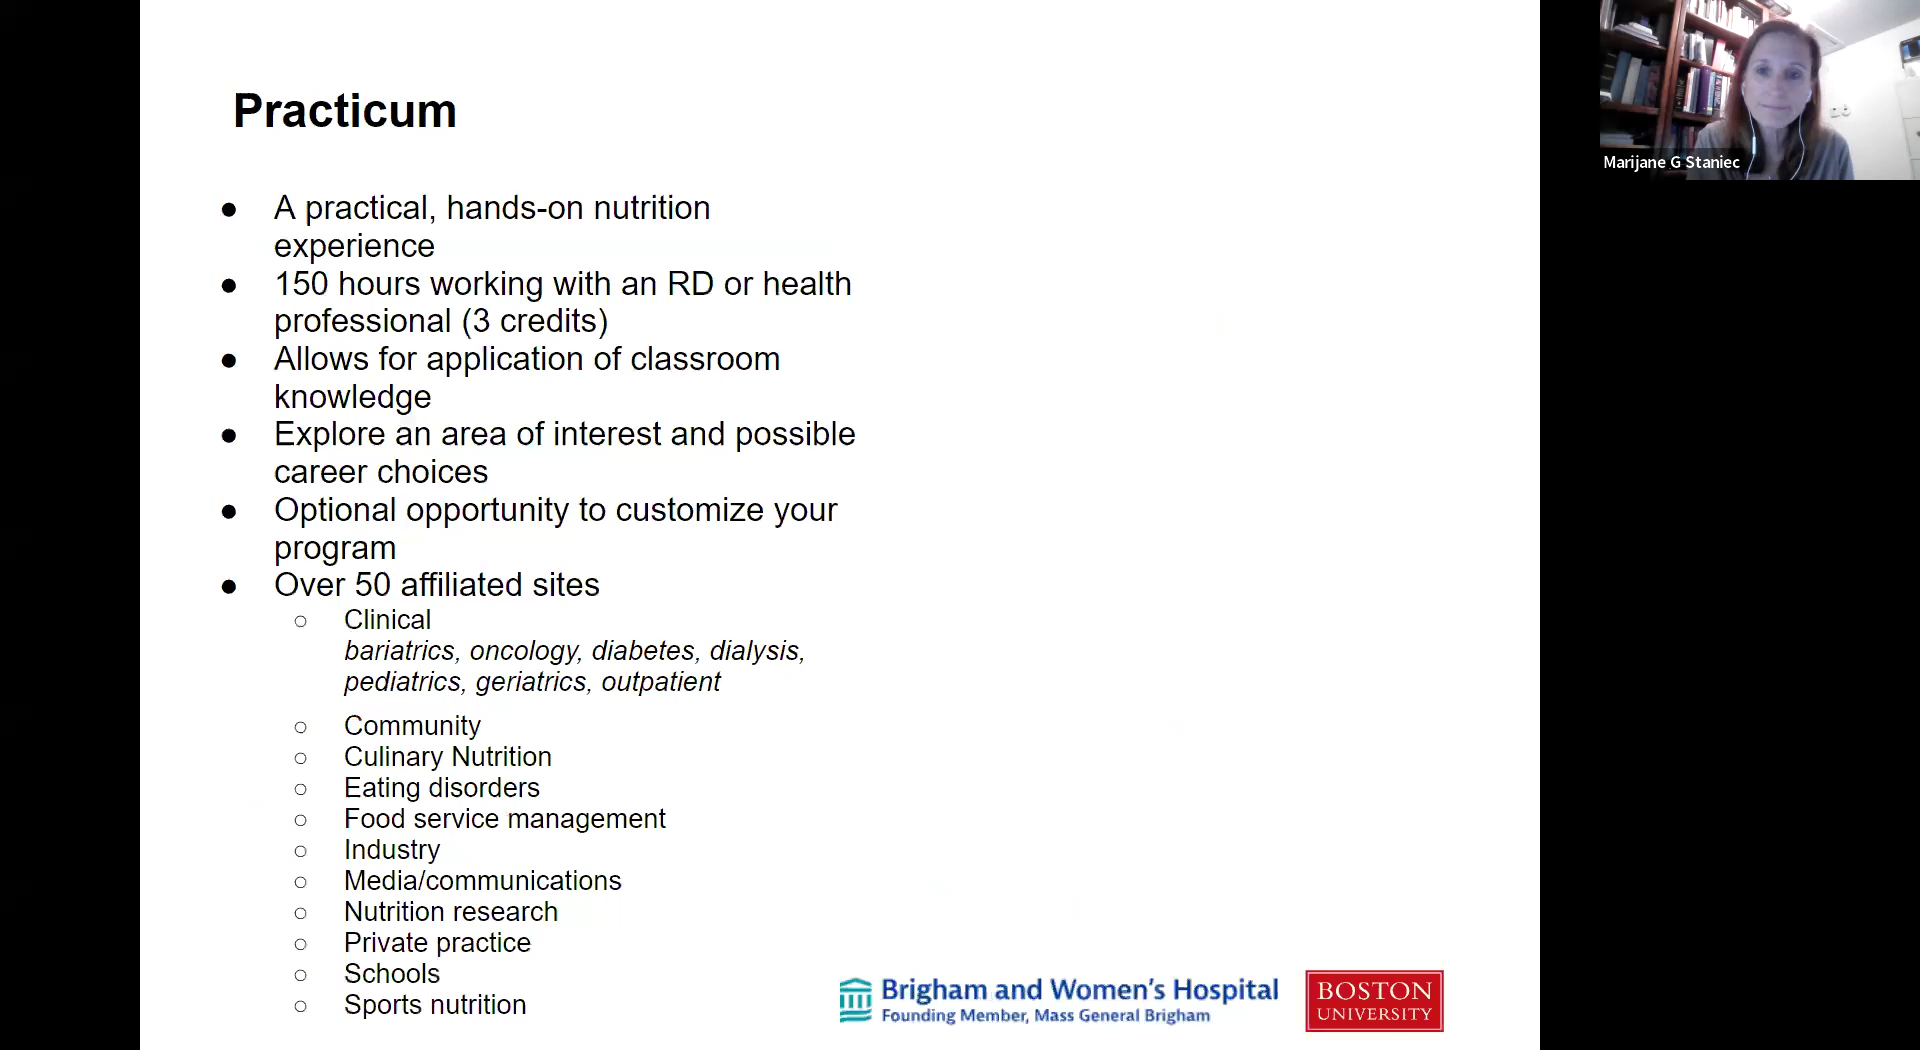 Practicum
● A practical, hands-on nutrition
experience
● 150 hours working with an RD or health
professional (3 credits)
● Allows for application of classroom
knowledge
● Explore an area of interest and possible
career choices
● Optional opportunity to customize your
program
● Over 50 affiliated sites
○ Clinical
bariatrics, oncology, diabetes, dialysis,
pediatrics, geriatrics, outpatient
○ Community
○ Culinary Nutrition
○ Eating disorders
○ Food service management
○ Industry
○ Media/communications
○ Nutrition research
○ Private practice
○ Schools
○ Sports nutrition
Brigham and Women's Hospital
Founding Member, Mass General Brigham
BOSTON
UNIVERSITY
Marijane G Staniec